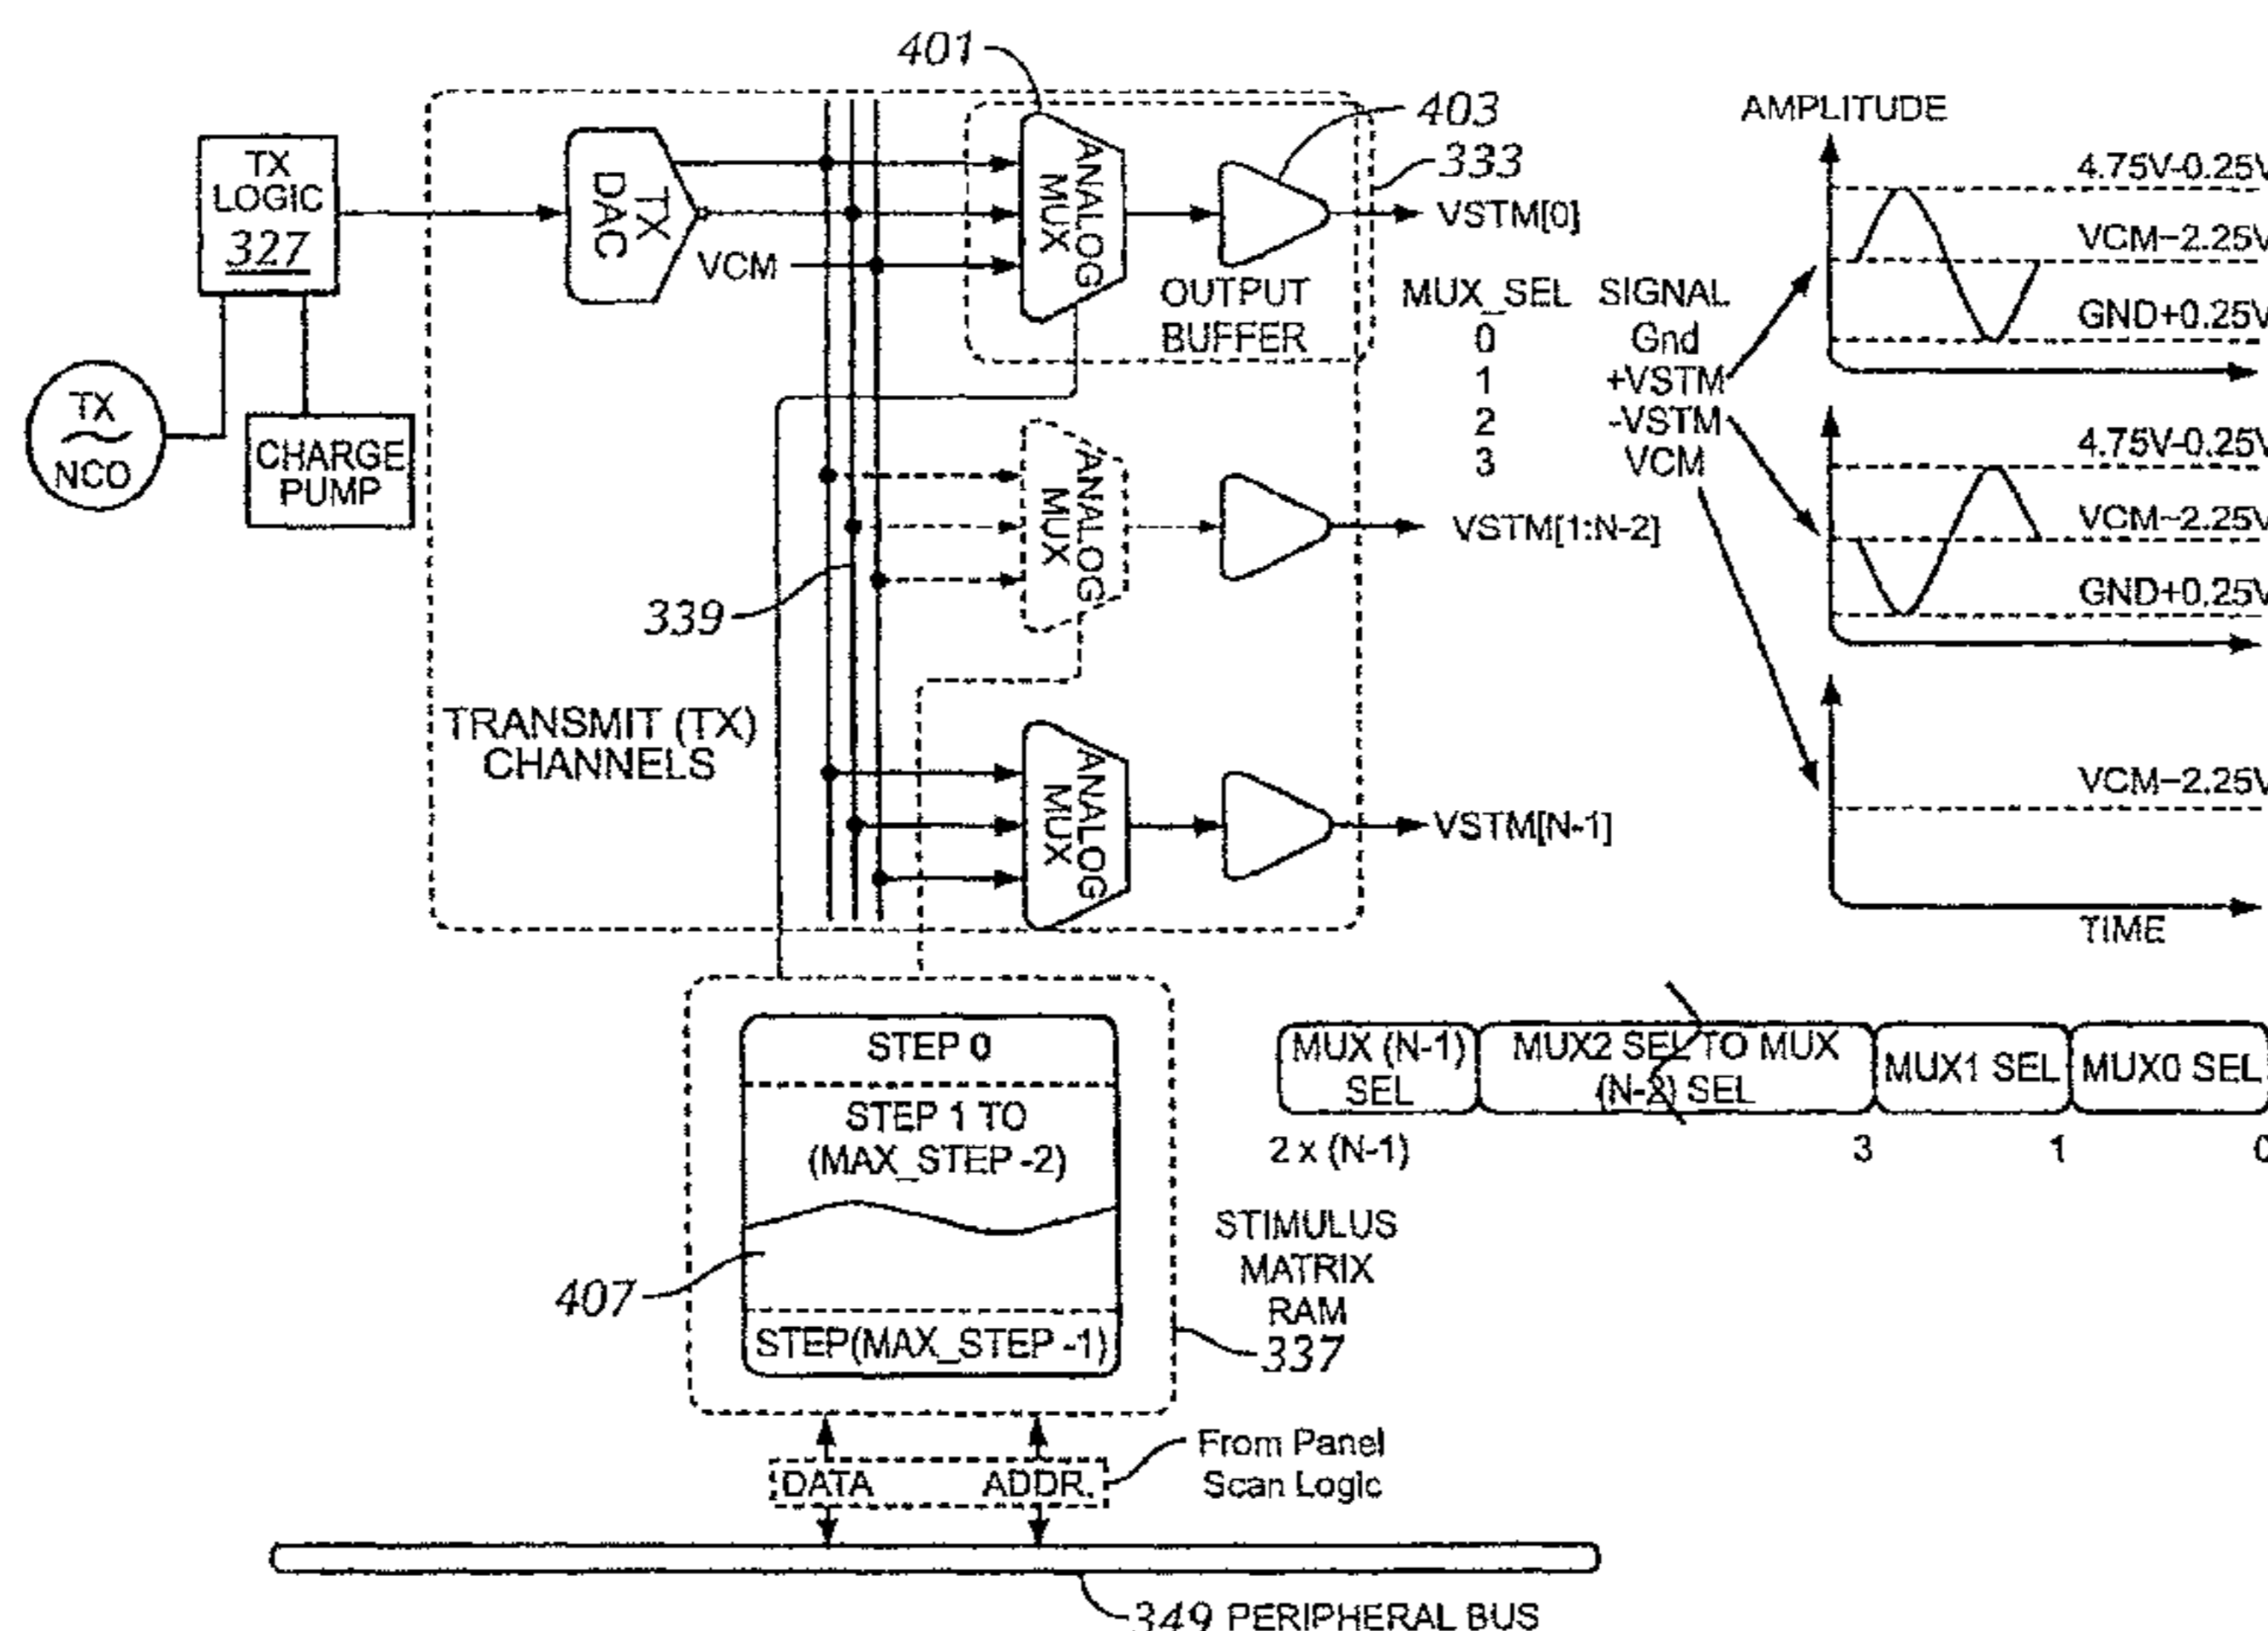 401
403
333
AMPLITUDE
4.75V-0.25V
VCM-2.25V
GND+0.25V
TX
LOGIC
327
TX
DAC
VCM
ANALOG
MUX
OUTPUT
BUFFER
VSTM[0]
MUX_SEL SIGNAL
0 Gnd
1 +VSTM
2 -VSTM
3 VCM
TX
NCO
CHARGE
PUMP
4.75V-0.25V
VCM-2.25V
GND+0.25V
ANALOG
MUX
VSTM[1:N-2]
339
TRANSMIT (TX)
CHANNELS
ANALOG
MUX
VSTM[N-1]
VCM-2.25V
TIME
STEP 0
STEP 1 TO
(MAX_STEP -2)
407
STEP(MAX_STEP -1)
STIMULUS
MATRIX
RAM
337
MUX (N-1)
SEL
MUX2 SEL TO MUX
(N-2) SEL
MUX1 SEL
MUX0 SEL
2 x (N-1) 3 1 0
DATA ADDR.
From Panel
Scan Logic
349 PERIPHERAL BUS